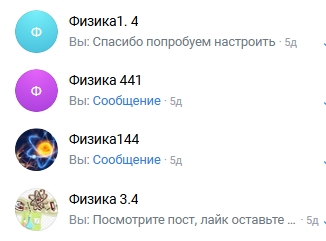 Ф
Физика1. 4
Вы: Спасибо попробуем настроить · 5д
Ф
Физика 441
Вы: Сообщение · 5д
Физика144
Вы: Сообщение · 5д
Физика 3.4
Вы: Посмотрите пост, лайк оставьте ... · 5д